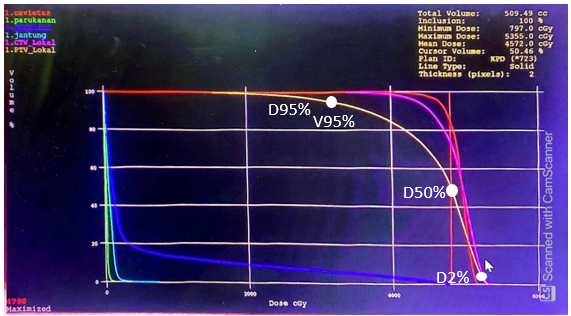 1.cavietas
1.parukanan
1.jantung
1.CTV_Lokal
1.PTV_Lokal
Total Volume: 509.49 cc
Inclusion: 100 %
Minimum Dose: 797.0 cGy
Maximum Dose: 5355.0 cGy
Mean Dose: 4572.0 cGy
Cursor Volume: 50.46 %
Plan ID: KPD (*723)
Line Type: Solid
Thickness (pixels): 2
Volume %
100
80
60
40
20
0
D95%
V95%
D50%
D2%
0 2000 4000 6000
Dose cGy
4790
Maximized
CS Scanned with CamScanner